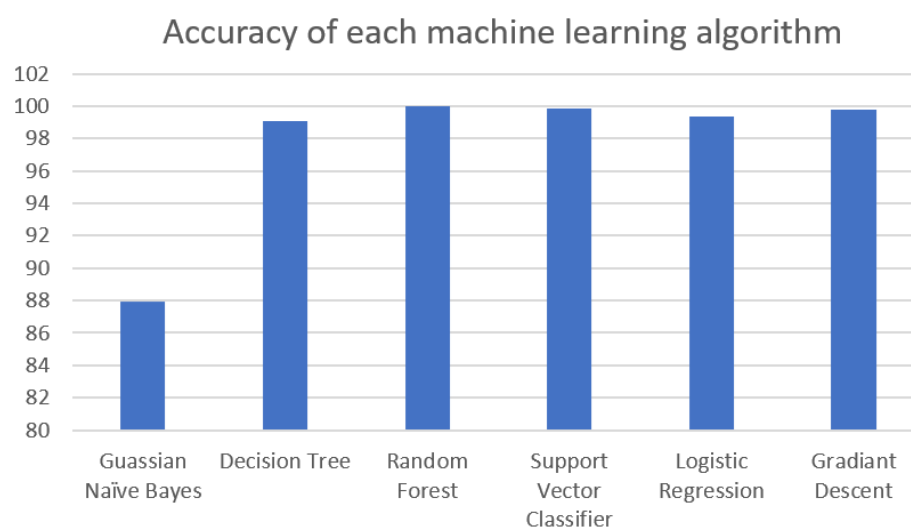 Accuracy of each machine learning algorithm
102
100
98
96
94
92
90
88
86
84
82
80
Guassian
Naïve Bayes
Decision Tree
Random
Forest
Support
Vector
Classifier
Logistic
Regression
Gradiant
Descent